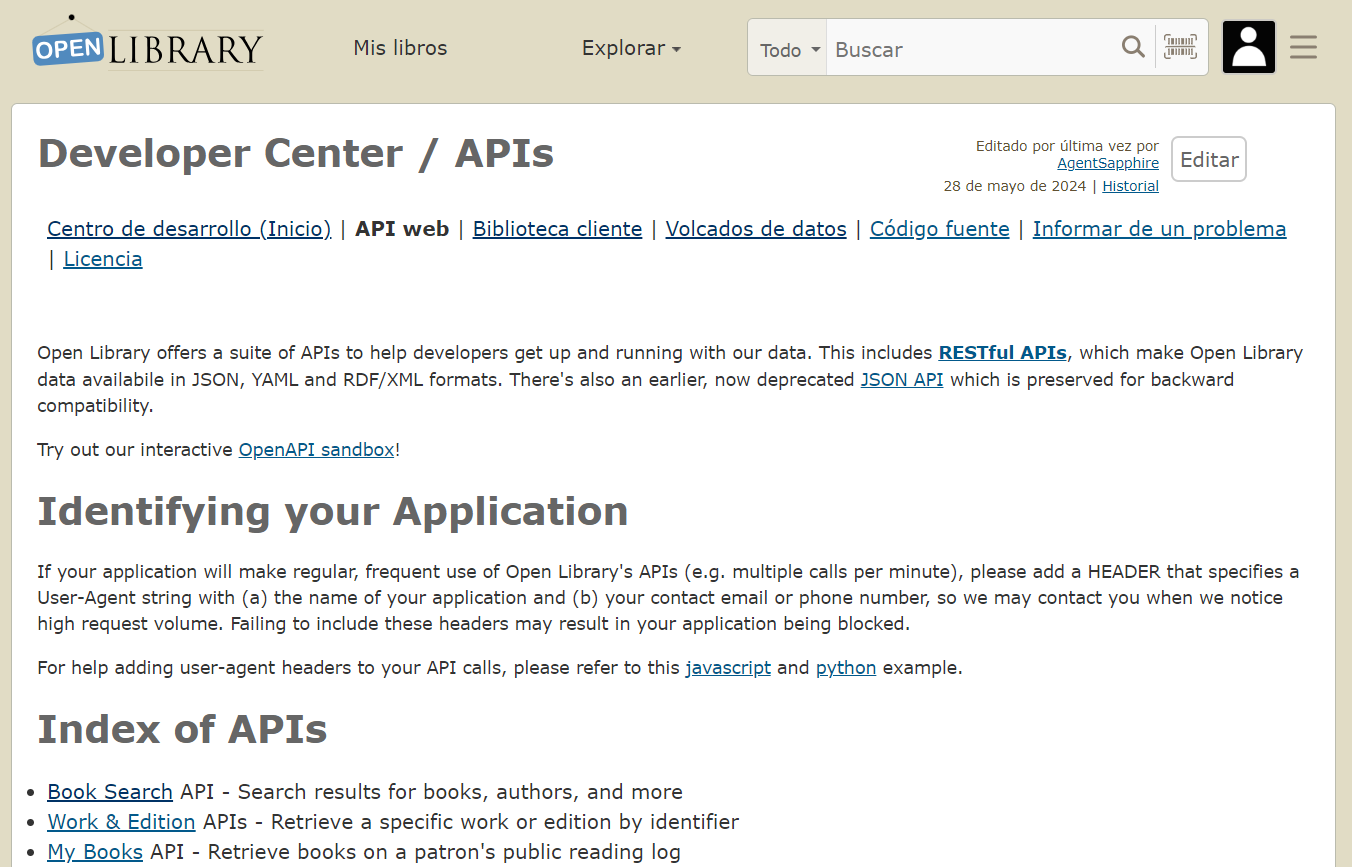 OPEN LIBRARY
Mis libros
Explorar
Todo
Buscar
Developer Center / APIs
Editado por última vez por
AgentSapphire
28 de mayo de 2024 | Historial
Editar
Centro de desarrollo (Inicio) | API web | Biblioteca cliente | Volcados de datos | Código fuente | Informar de un problema
| Licencia
Open Library offers a suite of APIs to help developers get up and running with our data. This includes RESTful APIs, which make Open Library
data availabile in JSON, YAML and RDF/XML formats. There's also an earlier, now deprecated JSON API which is preserved for backward
compatibility.
Try out our interactive OpenAPI sandbox!
Identifying your Application
If your application will make regular, frequent use of Open Library's APIs (e.g. multiple calls per minute), please add a HEADER that specifies a
User-Agent string with (a) the name of your application and (b) your contact email or phone number, so we may contact you when we notice
high request volume. Failing to include these headers may result in your application being blocked.
For help adding user-agent headers to your API calls, please refer to this javascript and python example.
Index of APIs
• Book Search API - Search results for books, authors, and more
• Work & Edition APIs - Retrieve a specific work or edition by identifier
• My Books API - Retrieve books on a patron's public reading log